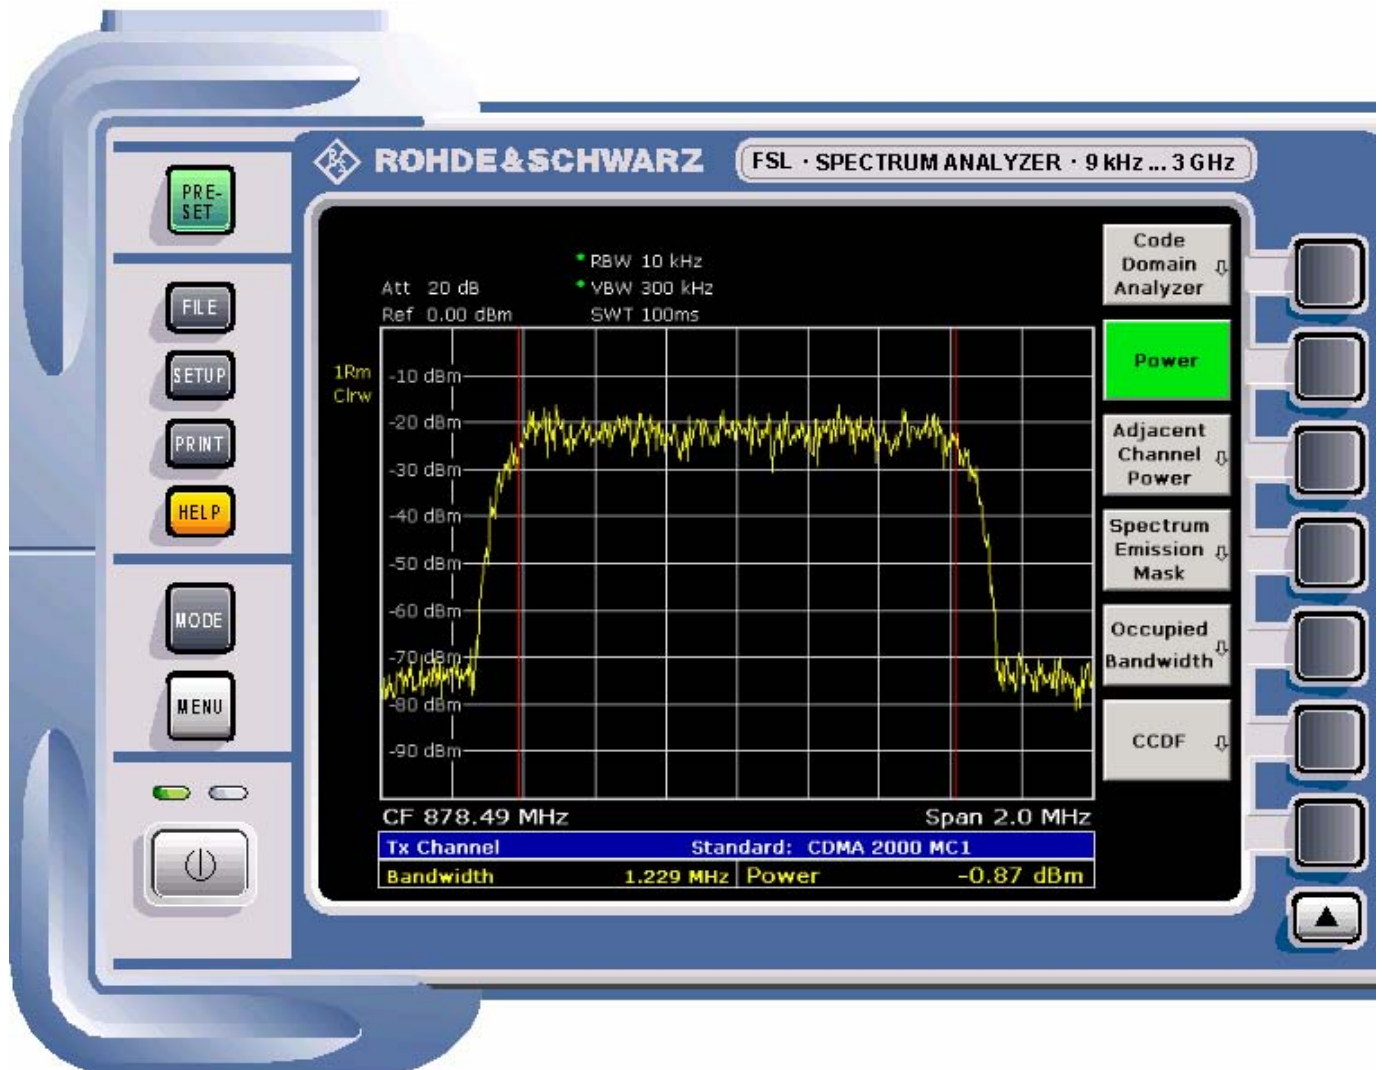 ROHDE&SCHWARZ
FSL · SPECTRUM ANALYZER · 9 kHz ... 3 GHz
PRE-
SET
FILE
SETUP
PRINT
HELP
MODE
MENU
* RBW 10 kHz
Att 20 dB * VBW 300 kHz
Ref 0.00 dBm SWT 100ms
1Rm
Clrw
-10 dBm
-20 dBm
-30 dBm
-40 dBm
-50 dBm
-60 dBm
-70 dBm
-80 dBm
-90 dBm
CF 878.49 MHz Span 2.0 MHz
Tx Channel Standard: CDMA 2000 MC1
Bandwidth 1.229 MHz Power -0.87 dBm
Code
Domain
Analyzer
Power
Adjacent
Channel
Power
Spectrum
Emission
Mask
Occupied
Bandwidth
CCDF